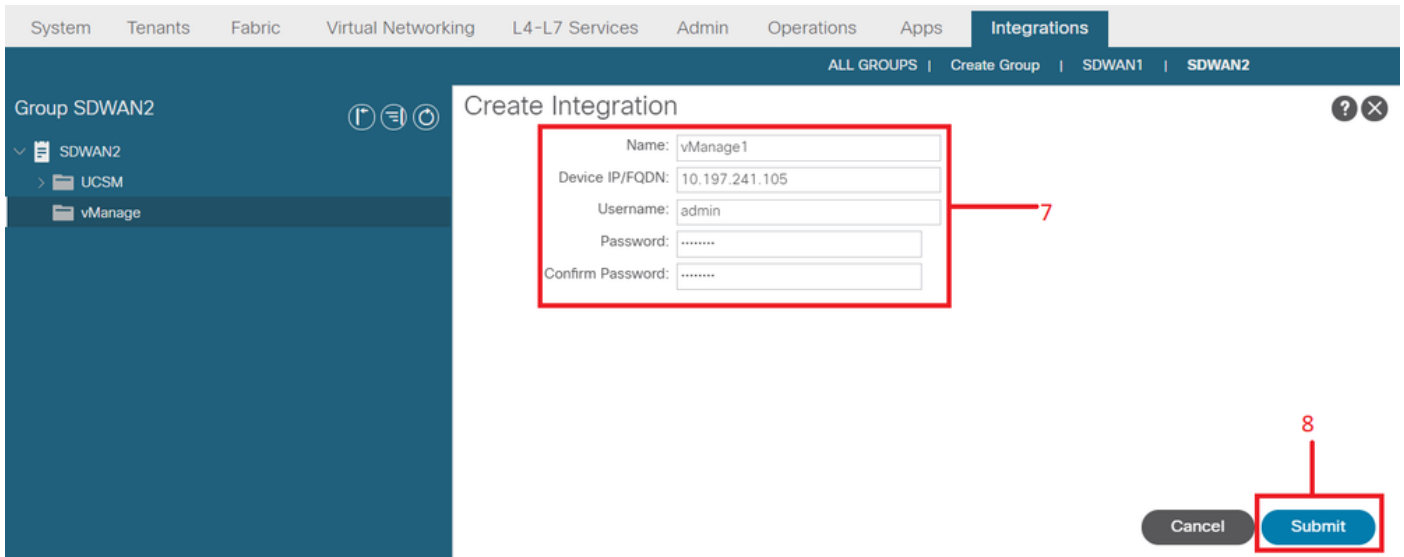 System Tenants Fabric Virtual Networking L4-L7 Services Admin Operations Apps Integrations
ALL GROUPS | Create Group | SDWAN1 | SDWAN2
Group SDWAN2
SDWAN2
UCSM
vManage
Create Integration
Name: vManage1
Device IP/FQDN: 10.197.241.105
Username: admin
Password: ........
Confirm Password: ........
7
8
Cancel Submit